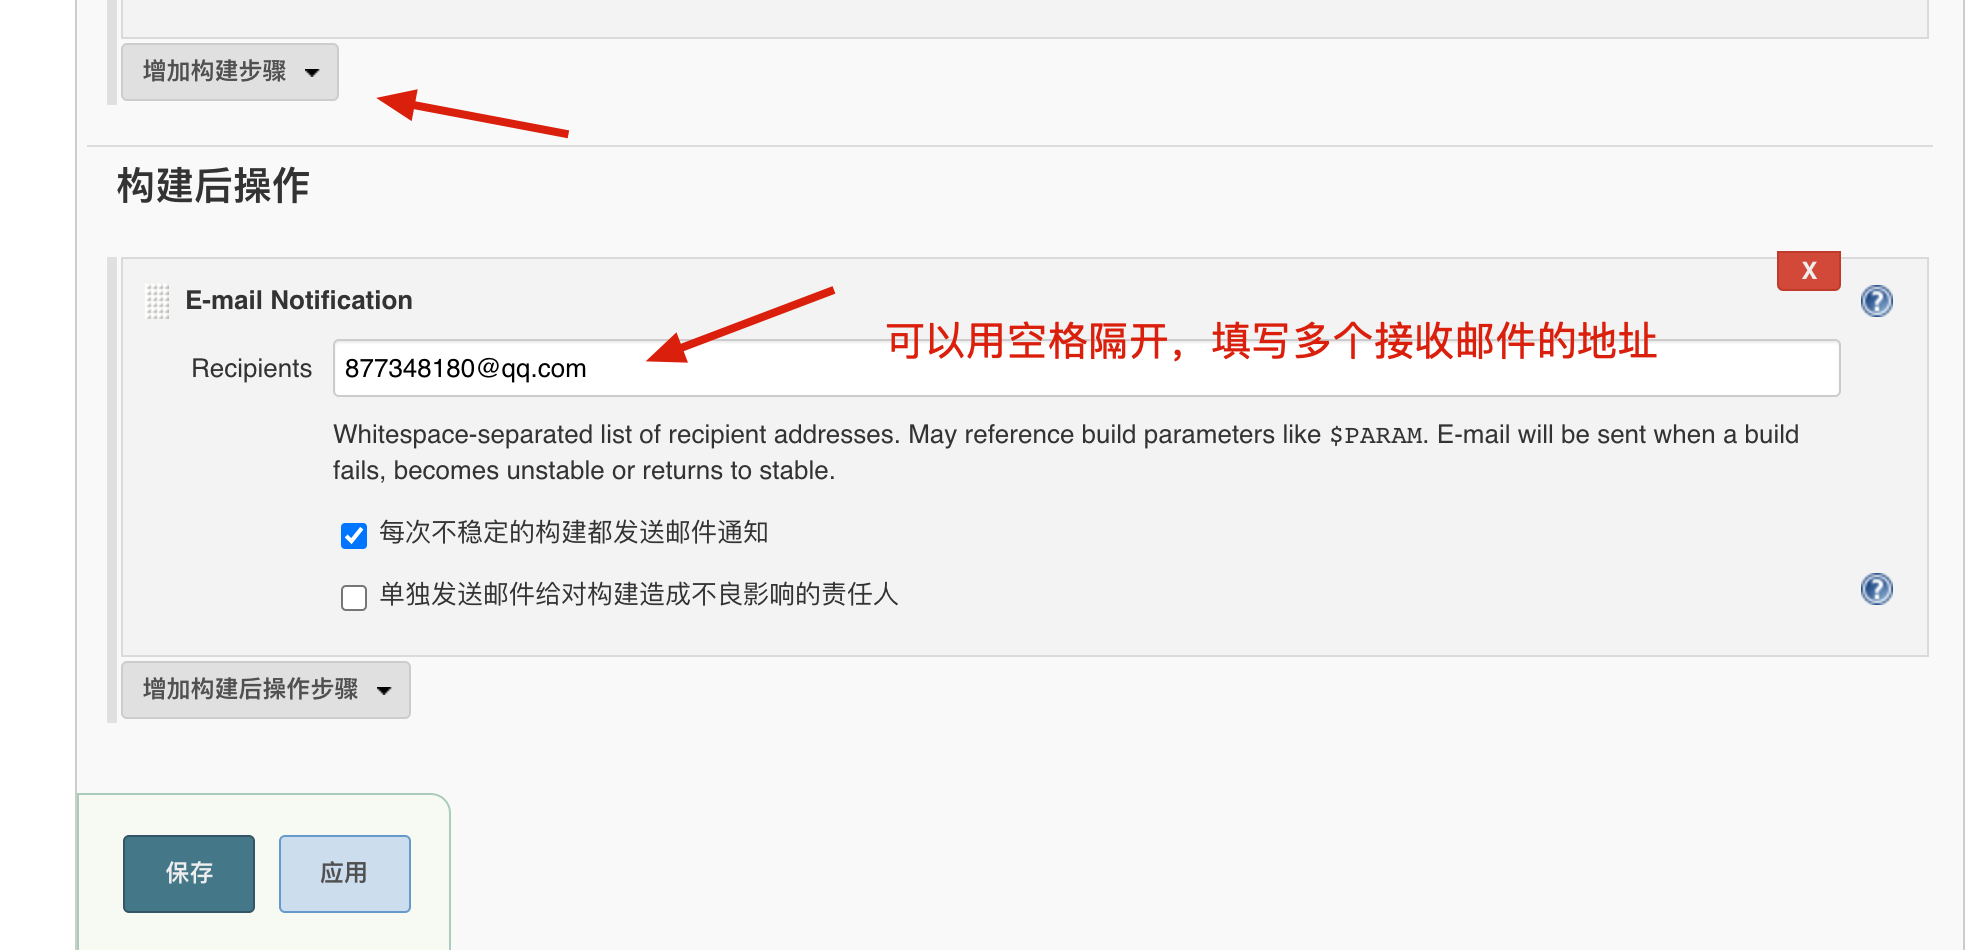 增加构建步骤
构建后操作
X
E-mail Notification
可以用空格隔开，填写多个接收邮件的地址
Recipients 877348180@qq.com
Whitespace-separated list of recipient addresses. May reference build parameters like $PARAM. E-mail will be sent when a build
fails, becomes unstable or returns to stable.
每次不稳定的构建都发送邮件通知
单独发送邮件给对构建造成不良影响的责任人
增加构建后操作步骤
保存 应用